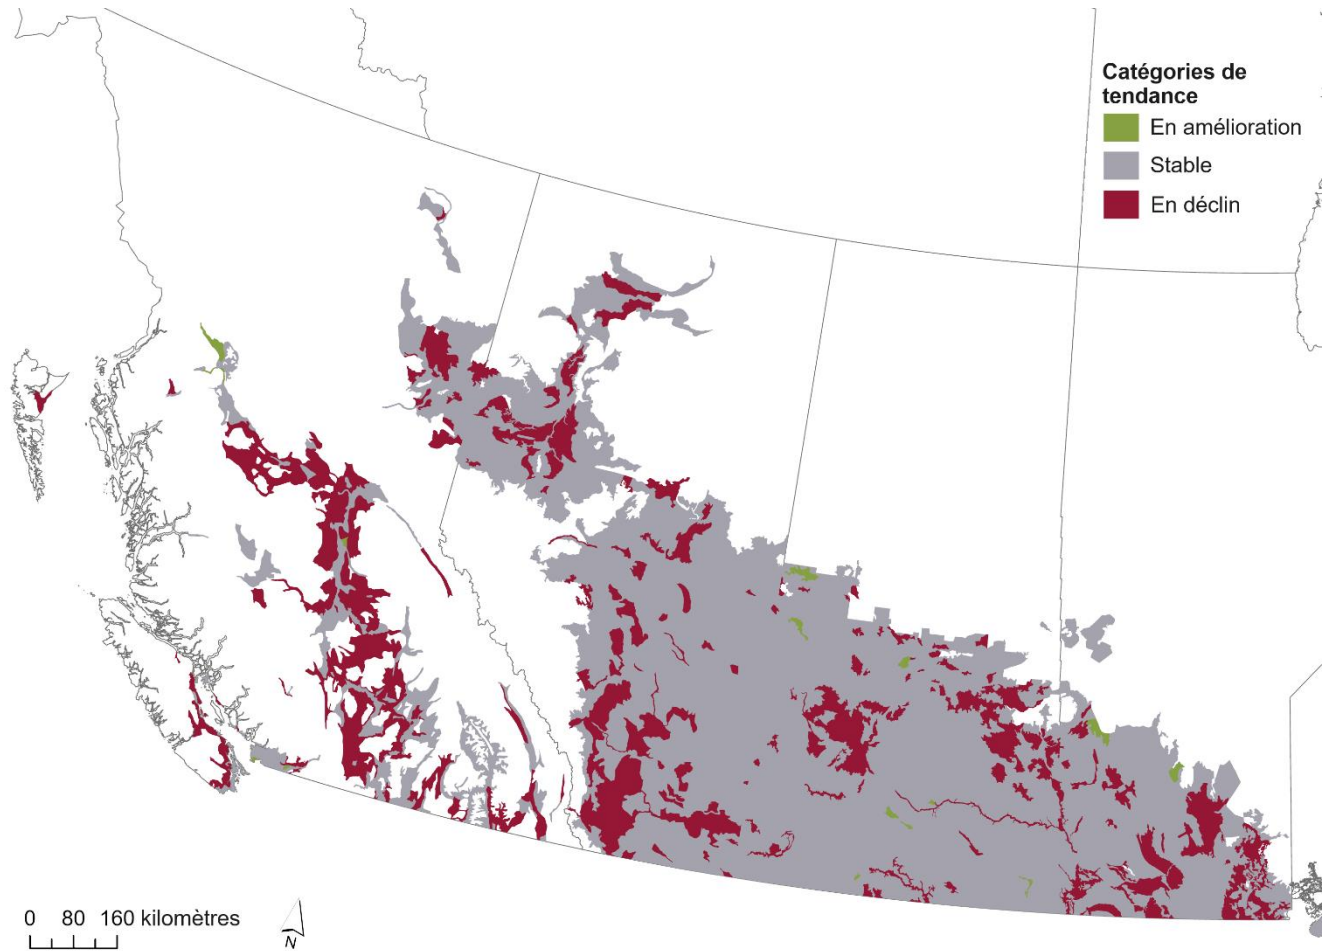 Catégories de
tendance
En amélioration
Stable
En déclin
0 80 160 kilomètres
N